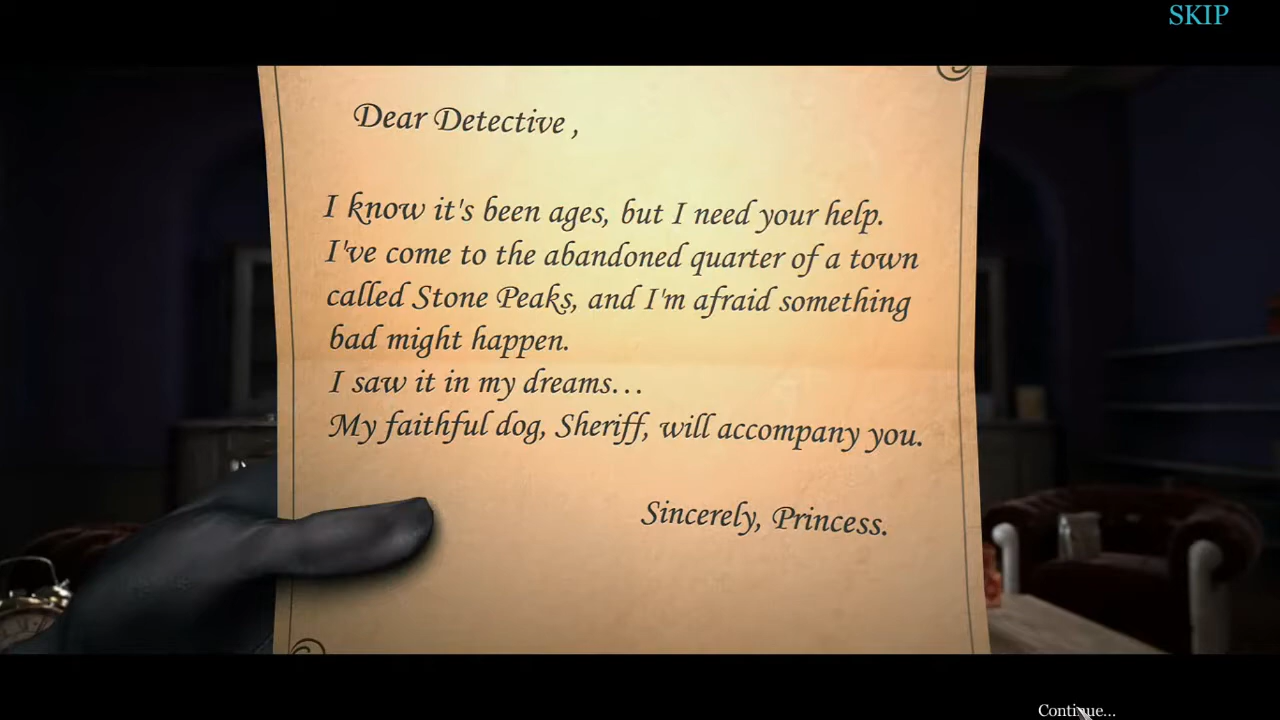 SKIP
Dear Detective ,
I know it's been ages, but I need your help.
I've come to the abandoned quarter of a town
called Stone Peaks, and I'm afraid something
bad might happen.
I saw it in my dreams...
My faithful dog, Sheriff, will accompany you.
Sincerely, Princess.
Continue...